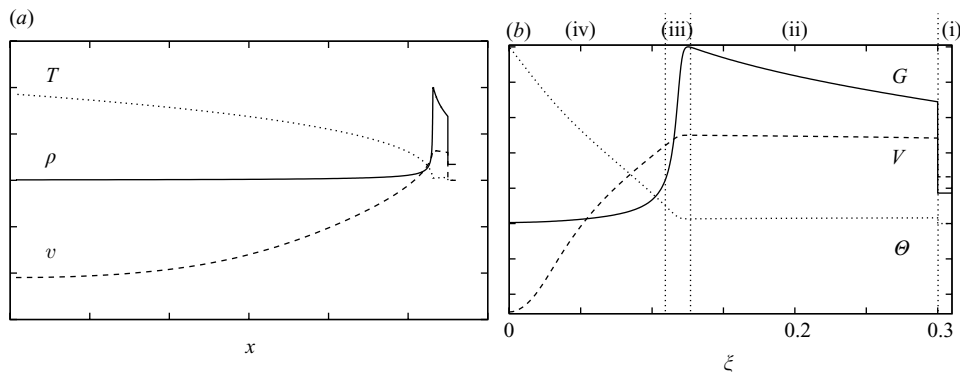 (a)
T
ρ
v
x
(b) (iv) (iii) (ii) (i)
G
V
Θ
0 0.2 0.3
ξ